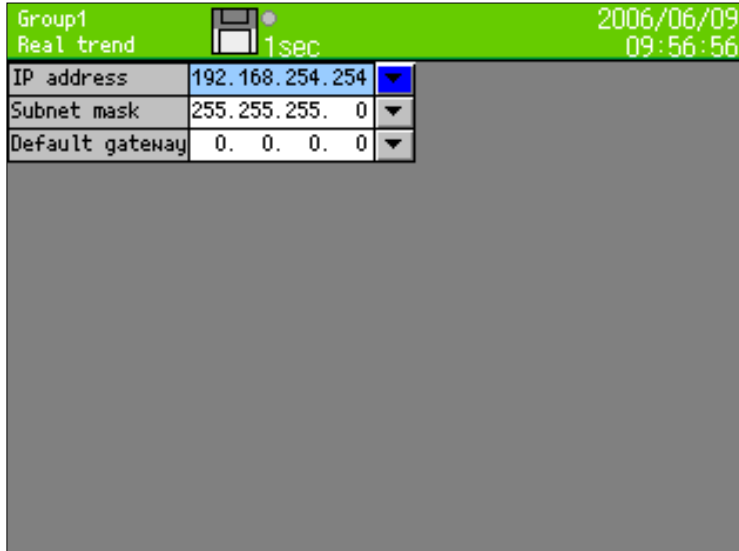 Group1
Real trend
1sec
2006/06/09
09:56:56
IP address 192.168.254.254
Subnet mask 255.255.255. 0
Default gateway 0. 0. 0. 0